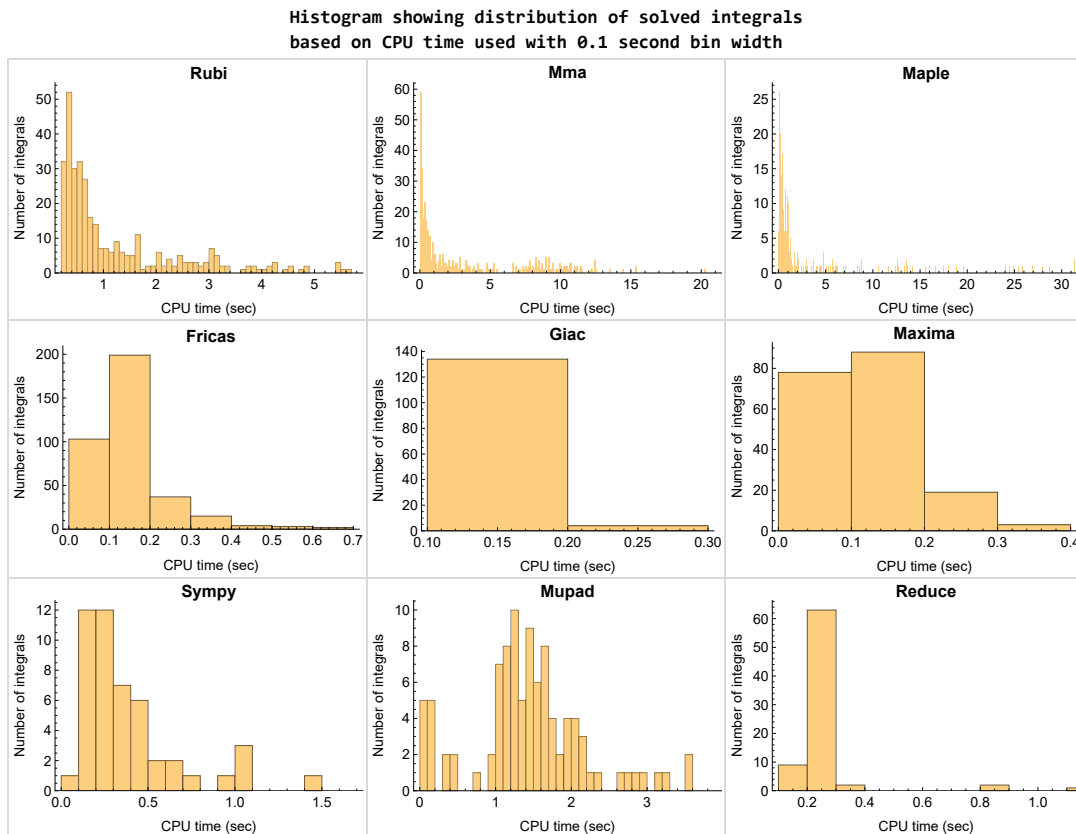 Histogram showing distribution of solved integrals
based on CPU time used with 0.1 second bin width
Rubi
Number of integrals
0
10
20
30
40
50
1 2 3 4 5
CPU time (sec)
Mma
Number of integrals
0
10
20
30
40
50
60
0 5 10 15 20
CPU time (sec)
Maple
Number of integrals
0
5
10
15
20
25
0 5 10 15 20 25 30
CPU time (sec)
Fricas
Number of integrals
0
50
100
150
200
0.0 0.1 0.2 0.3 0.4 0.5 0.6 0.7
CPU time (sec)
Giac
Number of integrals
0
20
40
60
80
100
120
140
0.10 0.15 0.20 0.25 0.30
CPU time (sec)
Maxima
Number of integrals
0
20
40
60
80
0.0 0.1 0.2 0.3 0.4
CPU time (sec)
Sympy
Number of integrals
0
2
4
6
8
10
12
0.0 0.5 1.0 1.5
CPU time (sec)
Mupad
Number of integrals
0
2
4
6
8
10
0 1 2 3
CPU time (sec)
Reduce
Number of integrals
0
10
20
30
40
50
60
0.2 0.4 0.6 0.8 1.0
CPU time (sec)